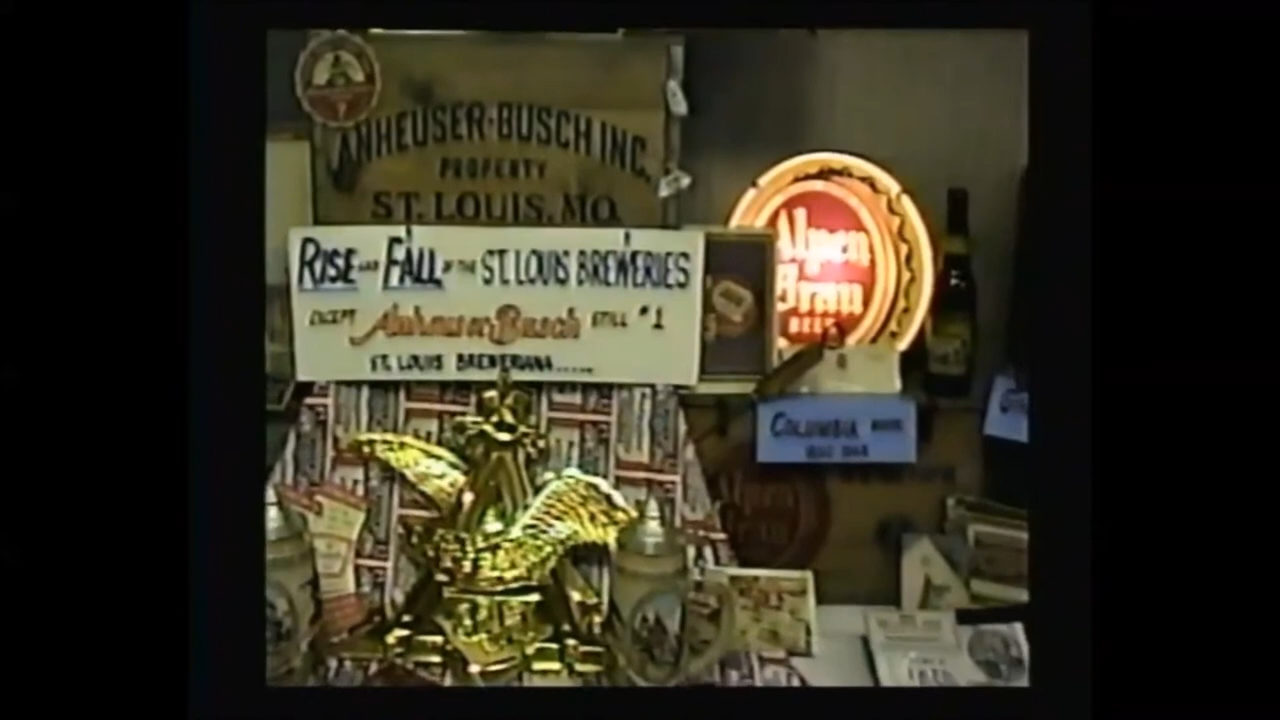 ANHEUSER-BUSCH INC.
PROPERTY
ST. LOUIS, MO.
RISE AND FALL OF THE ST. LOUIS BREWERIES
EXCEPT Anheuser Busch STILL #1
ST. LOUIS BREWERIANA.....
Alpen
Brau
BEER
COLUMBIA